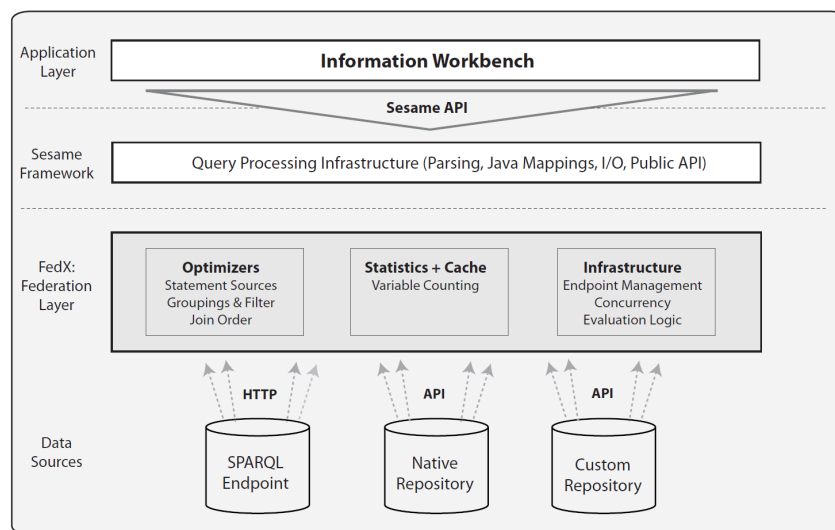 Application
Layer
Information Workbench
Sesame API
Sesame
Framework
Query Processing Infrastructure (Parsing, Java Mappings, I/O, Public API)
FedX:
Federation
Layer
Optimizers
Statement Sources
Groupings & Filter
Join Order
Statistics + Cache
Variable Counting
Infrastructure
Endpoint Management
Concurrency
Evaluation Logic
HTTP
API
API
Data
Sources
SPARQL
Endpoint
Native
Repository
Custom
Repository